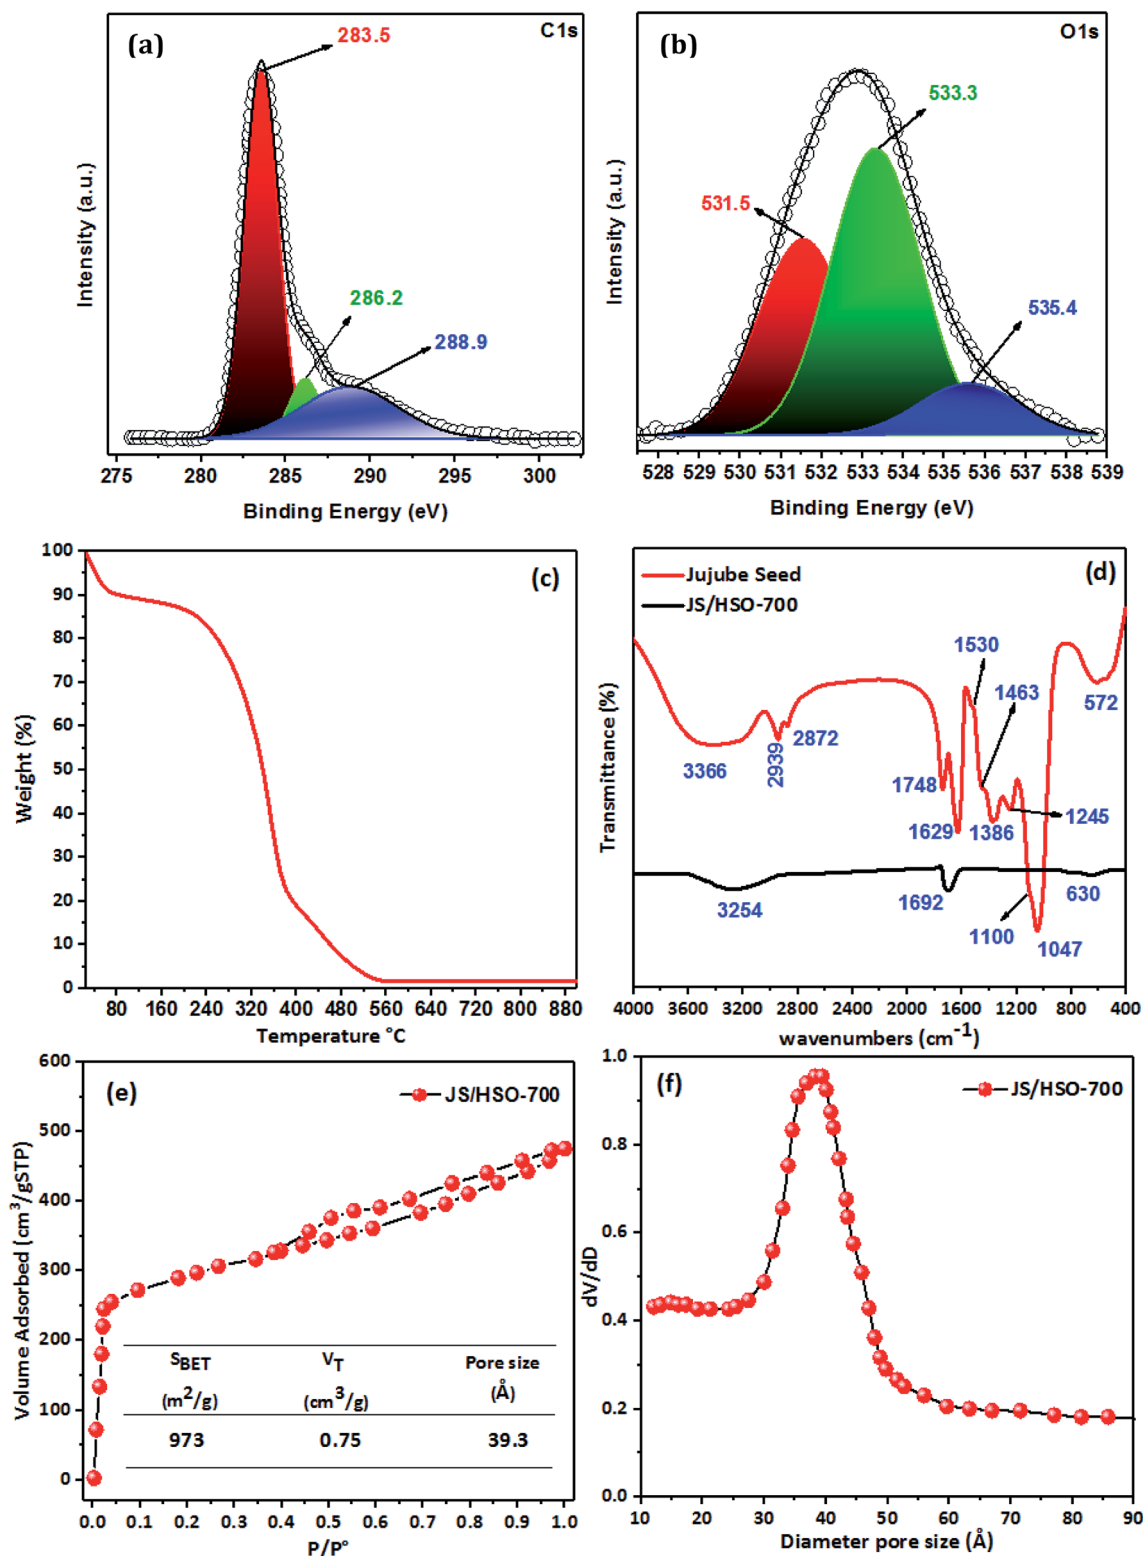 (a)
C1s
283.5
286.2
288.9
Intensity (a.u.)
275 280 285 290 295 300
Binding Energy (eV)
(b)
O1s
533.3
531.5
535.4
Intensity (a.u.)
528 529 530 531 532 533 534 535 536 537 538 539
Binding Energy (eV)
(c)
100
90
80
70
60
50
40
30
20
10
0
Weight (%)
80 160 240 320 400 480 560 640 720 800 880
Temperature °C
(d)
Jujube Seed
JS/HSO-700
1530
1463
572
2872
2939
3366
1748
1629
1386
1245
3254
1692
630
1100
1047
Transmittance (%)
4000 3600 3200 2800 2400 2000 1600 1200 800 400
wavenumbers (cm⁻¹)
(e)
JS/HSO-700
600
500
400
300
200
100
0
Volume Adsorbed (cm³/gSTP)
S_BET V_T Pore size
(m²/g) (cm³/g) (Å)
973 0.75 39.3
0.0 0.1 0.2 0.3 0.4 0.5 0.6 0.7 0.8 0.9 1.0
P/P°
(f)
JS/HSO-700
1.0
0.8
0.6
0.4
0.2
0.0
dV/dD
10 20 30 40 50 60 70 80 90
Diameter pore size (Å)